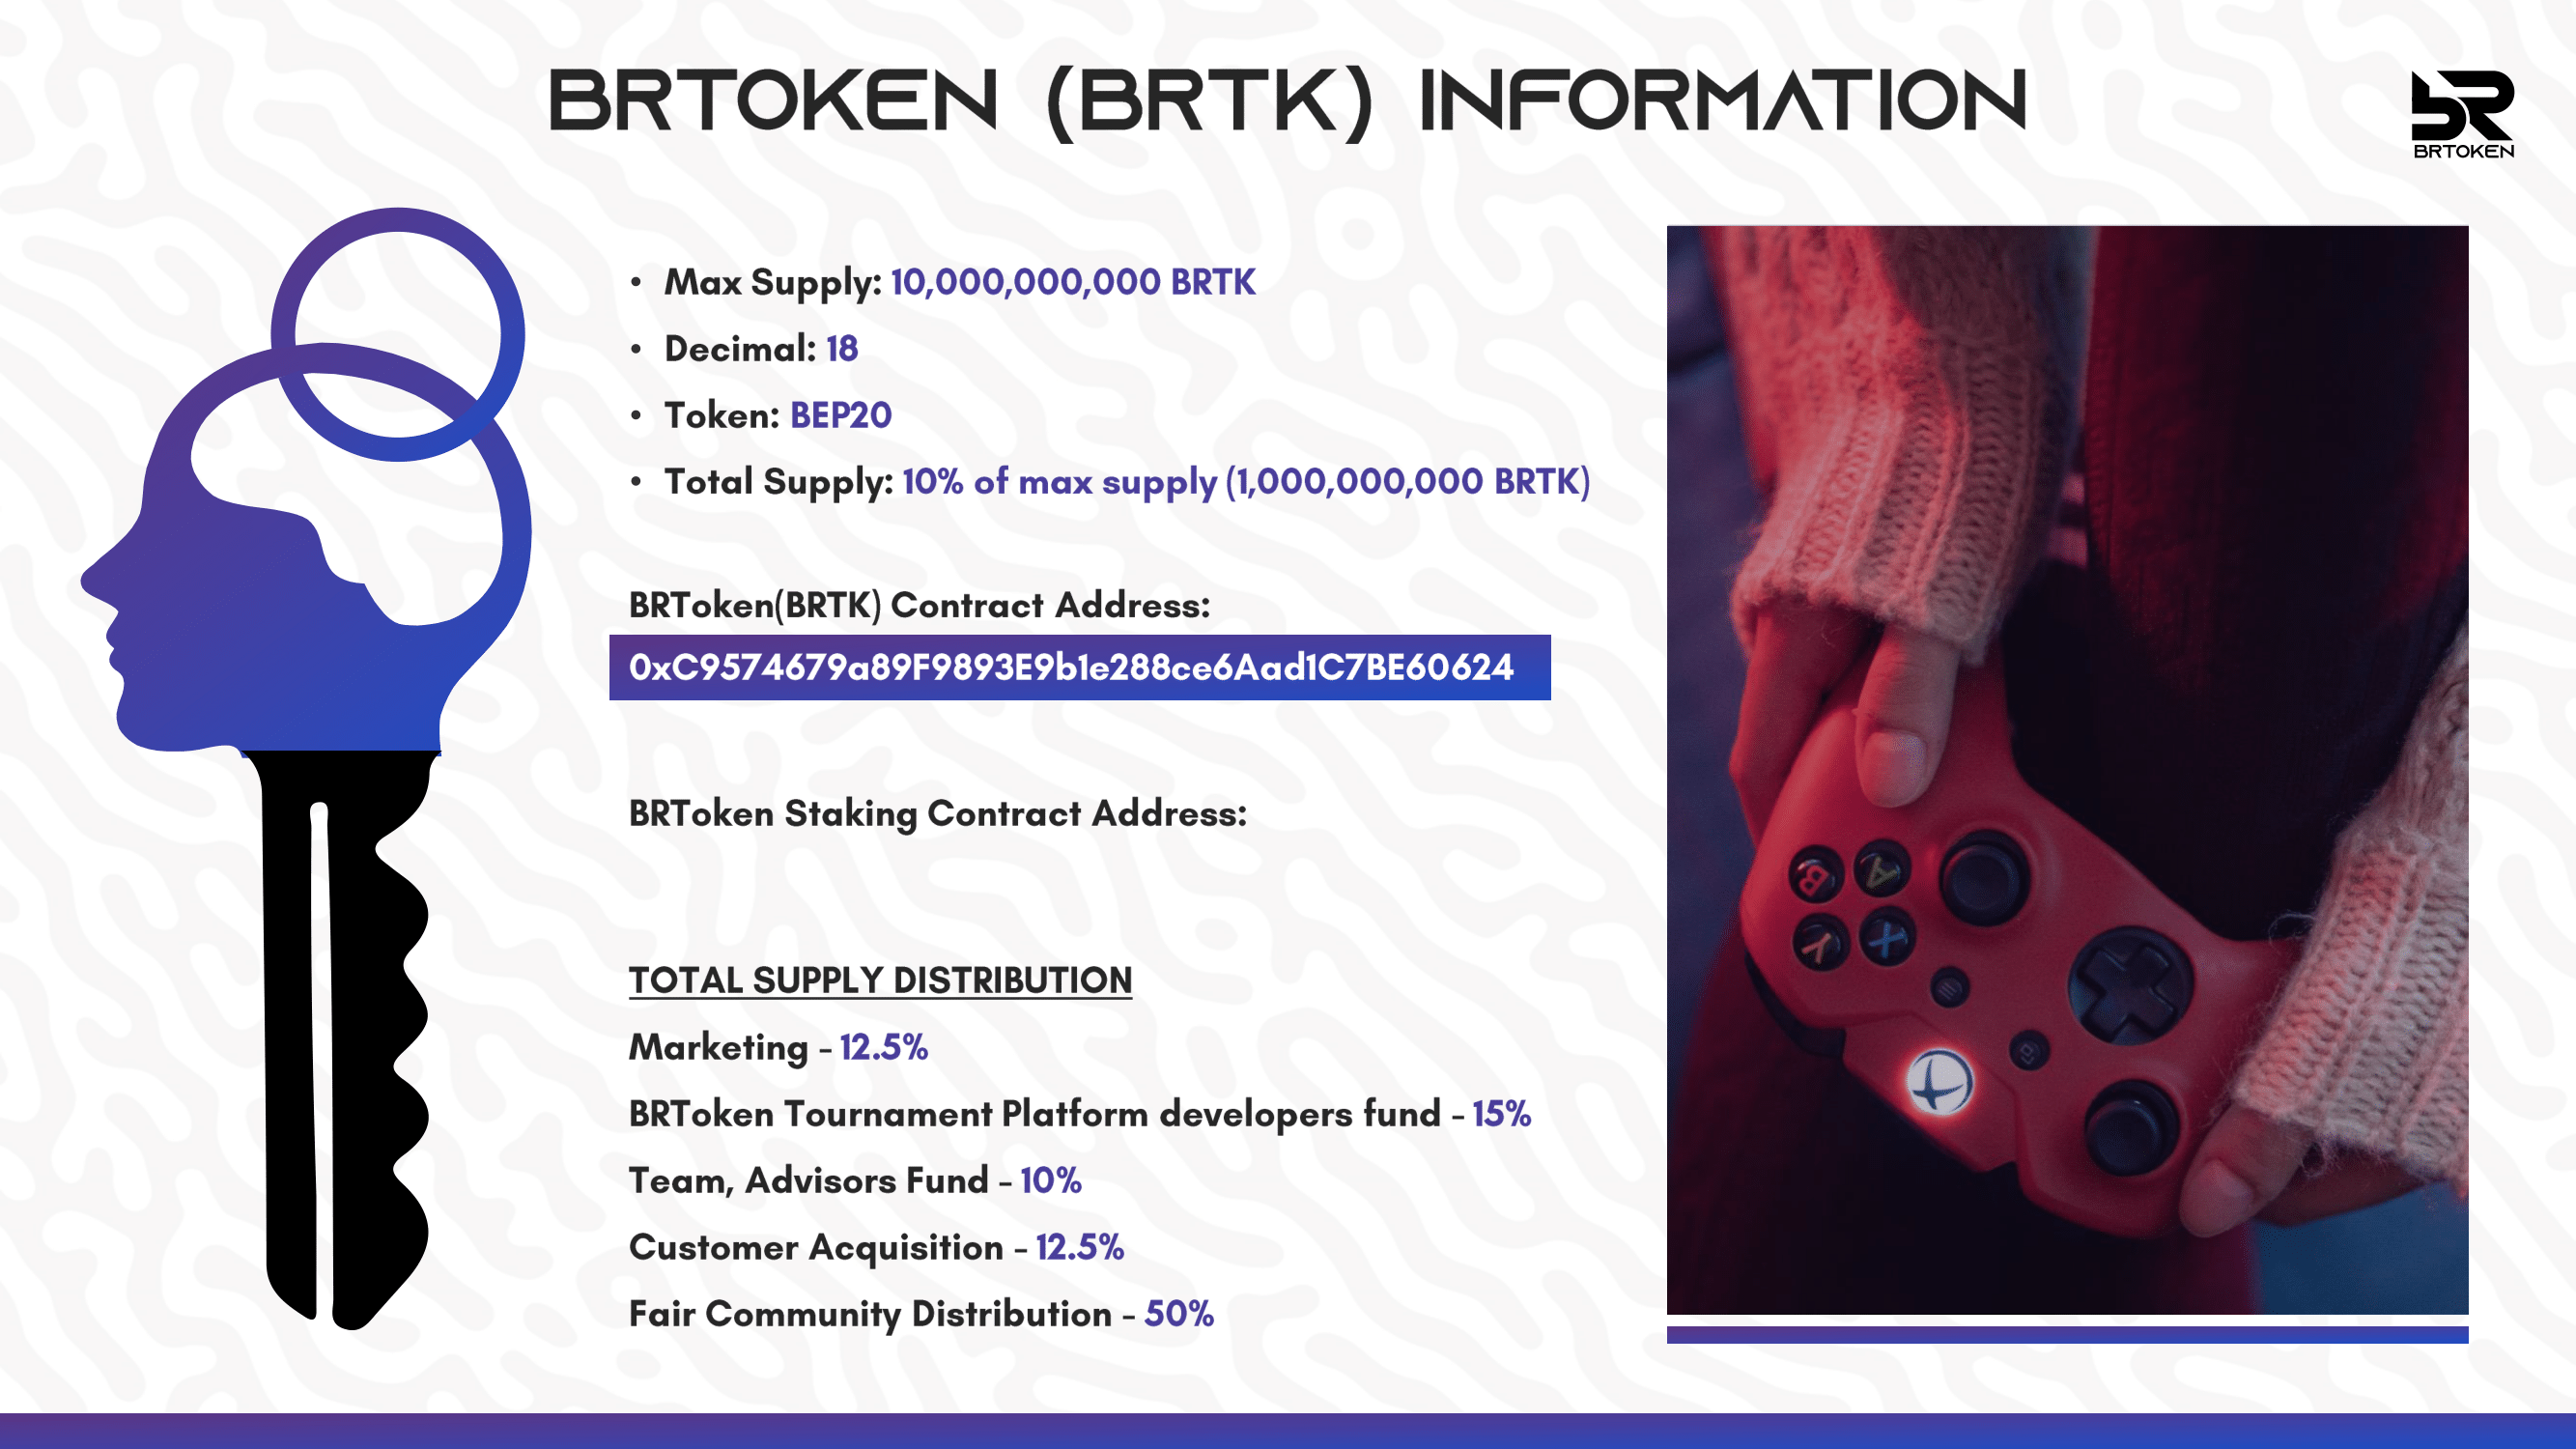 BRTOKEN (BRTK) INFORMATION
BRTOKEN
• Max Supply: 10,000,000,000 BRTK
• Decimal: 18
• Token: BEP20
• Total Supply: 10% of max supply (1,000,000,000 BRTK)
BRToken(BRTK) Contract Address:
0xC9574679a89F9893E9b1e288ce6Aad1C7BE60624
BRToken Staking Contract Address:
TOTAL SUPPLY DISTRIBUTION
Marketing - 12.5%
BRToken Tournament Platform developers fund - 15%
Team, Advisors Fund - 10%
Customer Acquisition - 12.5%
Fair Community Distribution - 50%
B A
Y X